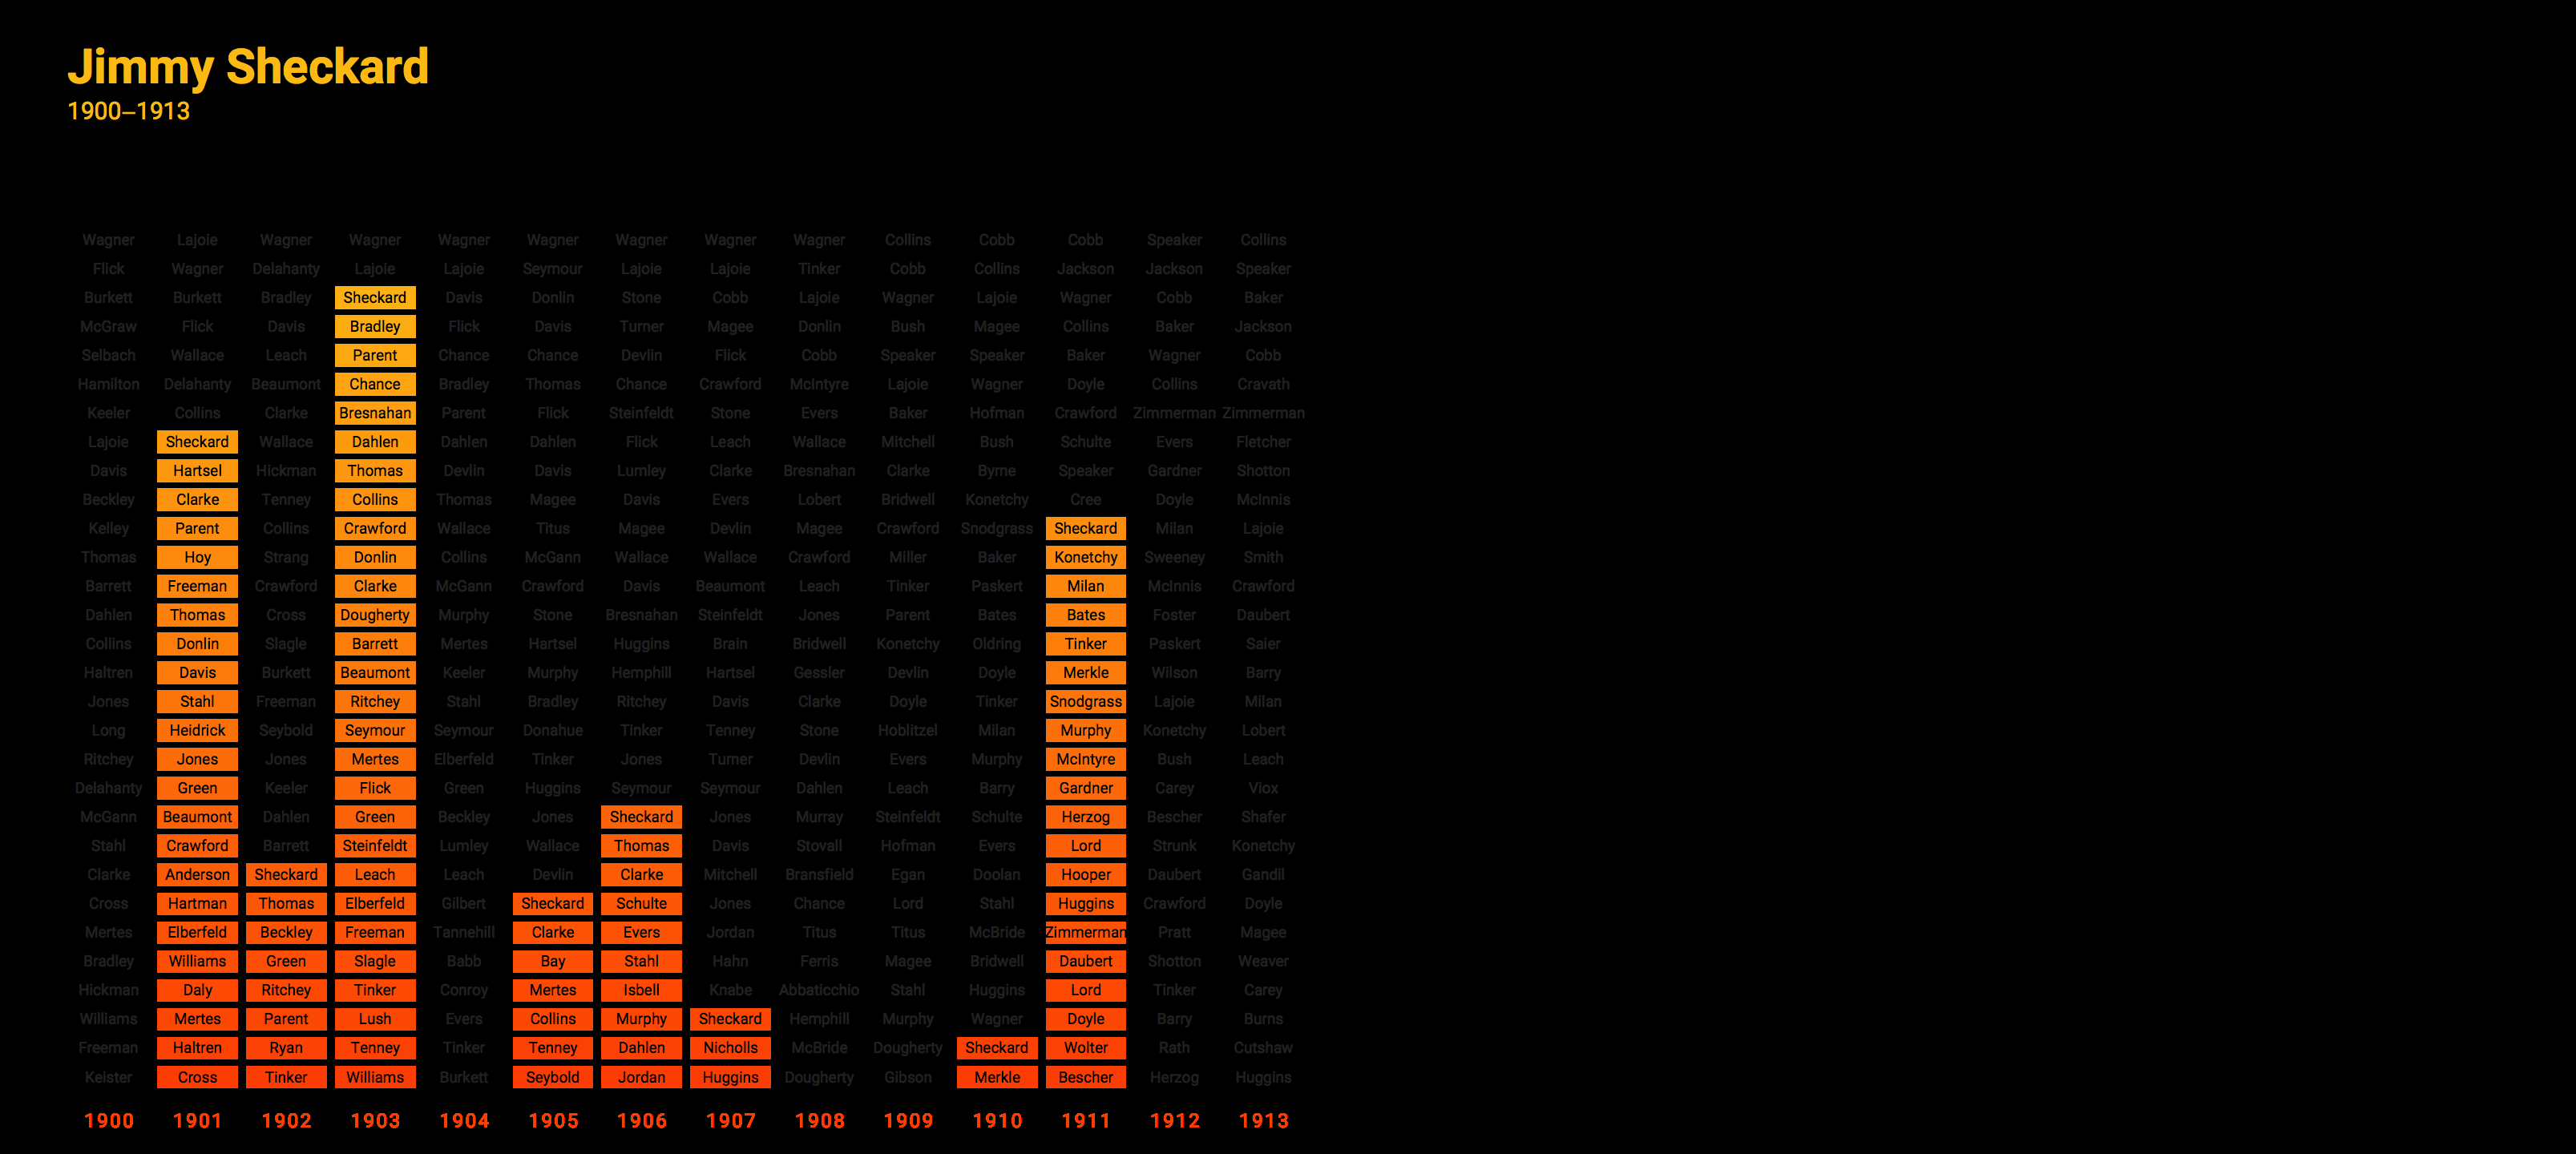 Jimmy Sheckard
1900–1913
Wagner Lajoie Wagner Wagner Wagner Wagner Wagner Wagner Wagner Collins Cobb Cobb Speaker Collins
Flick Wagner Delahanty Lajoie Lajoie Seymour Lajoie Lajoie Tinker Cobb Collins Jackson Jackson Speaker
Burkett Burkett Bradley Sheckard Davis Donlin Stone Cobb Lajoie Wagner Lajoie Wagner Cobb Baker
McGraw Flick Davis Bradley Flick Davis Turner Magee Donlin Bush Magee Collins Baker Jackson
Selbach Wallace Leach Parent Chance Chance Devlin Flick Cobb Speaker Speaker Baker Wagner Cobb
Hamilton Delahanty Beaumont Chance Bradley Thomas Chance Crawford McIntyre Lajoie Wagner Doyle Collins Cravath
Keeler Collins Clarke Bresnahan Parent Flick Steinfeldt Stone Evers Baker Hofman Crawford Zimmerman Zimmerman
Lajoie Sheckard Wallace Dahlen Dahlen Dahlen Flick Leach Wallace Mitchell Bush Schulte Evers Fletcher
Davis Hartsel Hickman Thomas Devlin Davis Lumley Clarke Bresnahan Clarke Byrne Speaker Gardner Shotton
Beckley Clarke Tenney Collins Thomas Magee Davis Evers Lobert Bridwell Konetchy Cree Doyle McInnis
Kelley Parent Collins Crawford Wallace Titus Magee Devlin Magee Crawford Snodgrass Sheckard Milan Lajoie
Thomas Hoy Strang Donlin Collins McGann Wallace Wallace Crawford Miller Baker Konetchy Sweeney Smith
Barrett Freeman Crawford Clarke McGann Crawford Davis Beaumont Leach Tinker Paskert Milan McInnis Crawford
Dahlen Thomas Cross Dougherty Murphy Stone Bresnahan Steinfeldt Jones Parent Bates Bates Foster Daubert
Collins Donlin Slagle Barrett Mertes Hartsel Huggins Brain Bridwell Konetchy Oldring Tinker Paskert Saier
Haltren Davis Burkett Beaumont Keeler Murphy Hemphill Hartsel Gessler Devlin Doyle Merkle Wilson Barry
Jones Stahl Freeman Ritchey Stahl Bradley Ritchey Davis Clarke Doyle Tinker Snodgrass Lajoie Milan
Long Heidrick Seybold Seymour Seymour Donahue Tinker Tenney Stone Hoblitzel Milan Murphy Konetchy Lobert
Ritchey Jones Jones Mertes Elberfeld Tinker Jones Turner Devlin Evers Murphy McIntyre Bush Leach
Delahanty Green Keeler Flick Green Huggins Seymour Seymour Dahlen Leach Barry Gardner Carey Viox
McGann Beaumont Dahlen Green Beckley Jones Sheckard Jones Murray Steinfeldt Schulte Herzog Bescher Shafer
Stahl Crawford Barrett Steinfeldt Lumley Wallace Thomas Davis Stovall Hofman Evers Lord Strunk Konetchy
Clarke Anderson Sheckard Leach Leach Devlin Clarke Mitchell Bransfield Egan Doolan Hooper Daubert Gandil
Cross Hartman Thomas Elberfeld Gilbert Sheckard Schulte Jones Chance Lord Stahl Huggins Crawford Doyle
Mertes Elberfeld Beckley Freeman Tannehill Clarke Evers Jordan Titus Titus McBride Zimmerman Pratt Magee
Bradley Williams Green Slagle Babb Bay Stahl Hahn Ferris Magee Bridwell Daubert Shotton Weaver
Hickman Daly Ritchey Tinker Conroy Mertes Isbell Knabe Abbaticchio Stahl Huggins Lord Tinker Carey
Williams Mertes Parent Lush Evers Collins Murphy Sheckard Hemphill Murphy Wagner Doyle Barry Burns
Freeman Haltren Ryan Tenney Tinker Tenney Dahlen Nicholls McBride Dougherty Sheckard Wolter Rath Cutshaw
Keister Cross Tinker Williams Burkett Seybold Jordan Huggins Dougherty Gibson Merkle Bescher Herzog Huggins
1900 1901 1902 1903 1904 1905 1906 1907 1908 1909 1910 1911 1912 1913